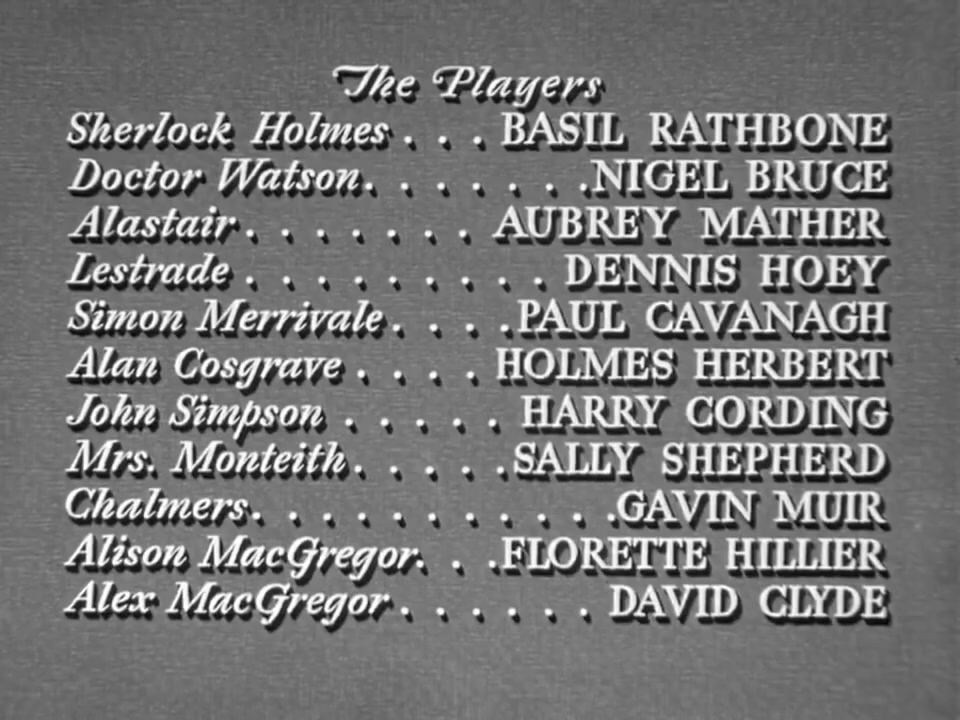 The Players
Sherlock Holmes . . . BASIL RATHBONE
Doctor Watson. . . . . . .NIGEL BRUCE
Alastair. . . . . . . AUBREY MATHER
Lestrade . . . . . . . . . DENNIS HOEY
Simon Merrivale. . . .PAUL CAVANAGH
Alan Cosgrave . . . . HOLMES HERBERT
John Simpson . . . . . HARRY CORDING
Mrs. Monteith. . . . .SALLY SHEPHERD
Chalmers. . . . . . . . . . .GAVIN MUIR
Alison MacGregor. . .FLORETTE HILLIER
Alex MacGregor. . . . . . DAVID CLYDE